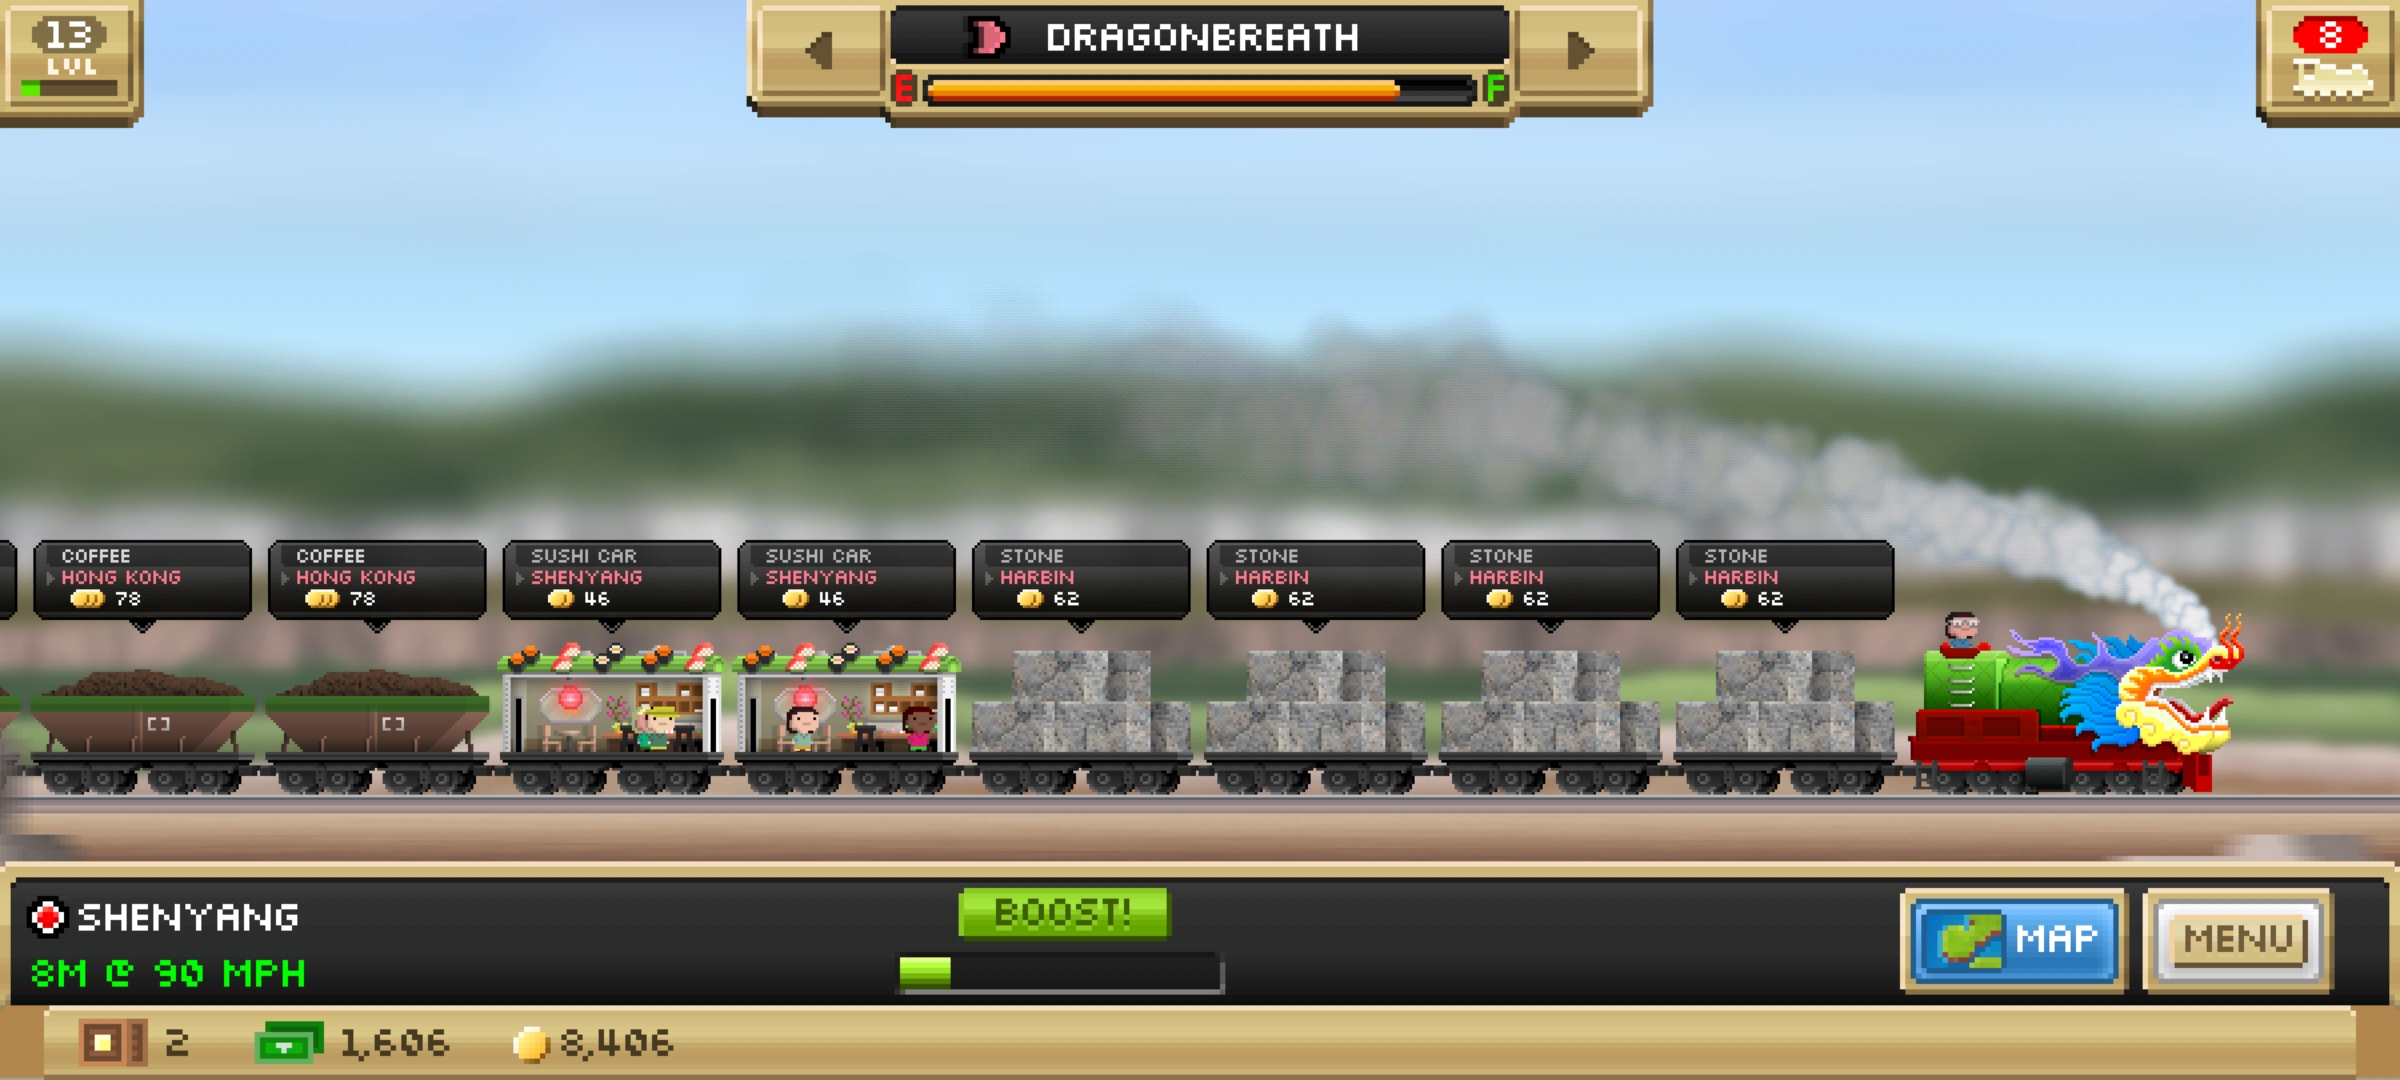 13
LVL
DRAGONBREATH
E
F
8
COFFEE
HONG KONG
78
COFFEE
HONG KONG
78
SUSHI CAR
SHENYANG
46
SUSHI CAR
SHENYANG
46
STONE
HARBIN
62
STONE
HARBIN
62
STONE
HARBIN
62
STONE
HARBIN
62
SHENYANG
8M @ 90 MPH
BOOST!
MAP
MENU
2
1,606
8,406